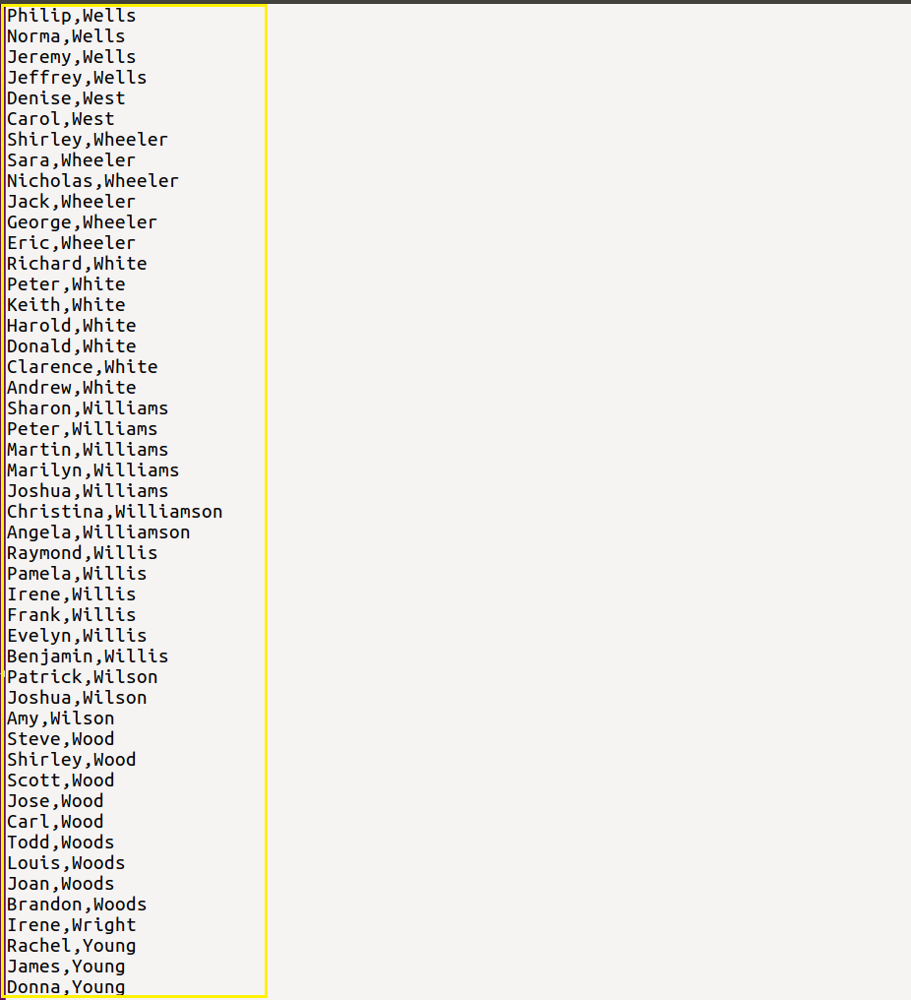 Philip,Wells
Norma,Wells
Jeremy,Wells
Jeffrey,Wells
Denise,West
Carol,West
Shirley,Wheeler
Sara,Wheeler
Nicholas,Wheeler
Jack,Wheeler
George,Wheeler
Eric,Wheeler
Richard,White
Peter,White
Keith,White
Harold,White
Donald,White
Clarence,White
Andrew,White
Sharon,Williams
Peter,Williams
Martin,Williams
Marilyn,Williams
Joshua,Williams
Christina,Williamson
Angela,Williamson
Raymond,Willis
Pamela,Willis
Irene,Willis
Frank,Willis
Evelyn,Willis
Benjamin,Willis
Patrick,Wilson
Joshua,Wilson
Amy,Wilson
Steve,Wood
Shirley,Wood
Scott,Wood
Jose,Wood
Carl,Wood
Todd,Woods
Louis,Woods
Joan,Woods
Brandon,Woods
Irene,Wright
Rachel,Young
James,Young
Donna,Young